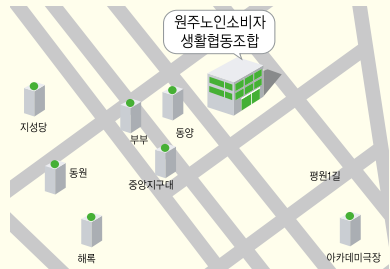 원주노인소비자
생활협동조합
지성당
부부
동양
동원
중앙지구대
평원1길
해록
아카데미극장